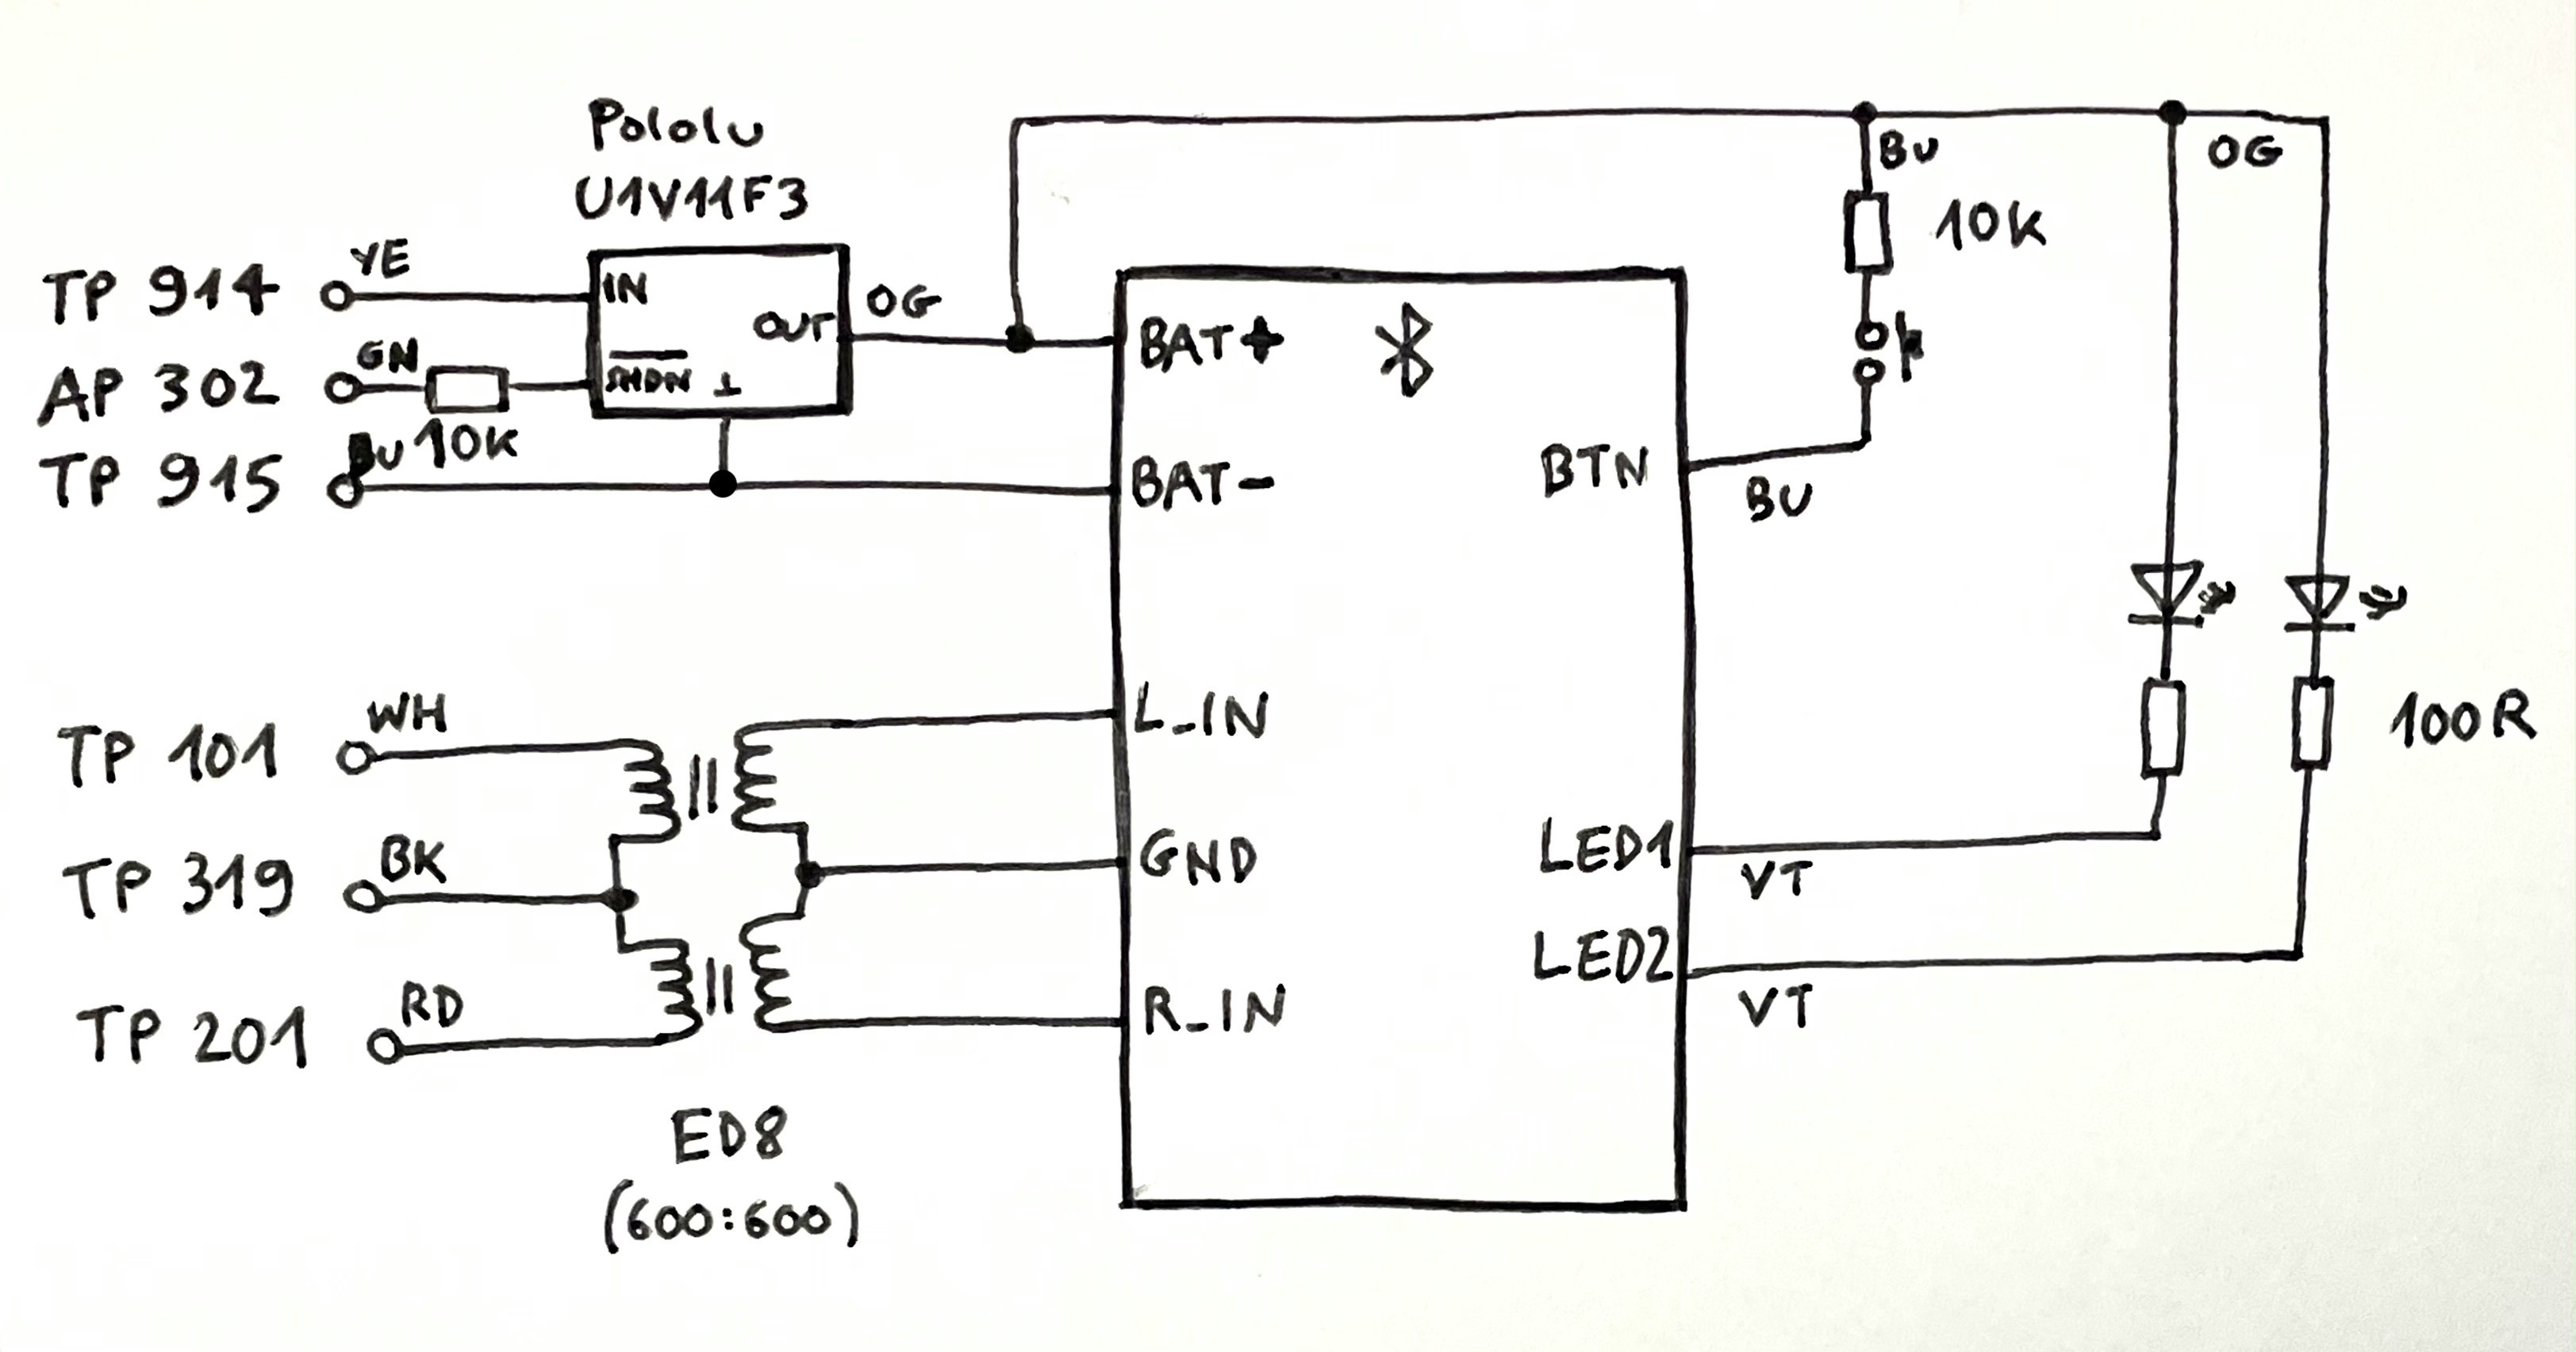 Pololu
U1V11F3
TP 914
YE
IN
OUT
OG
AP 302
GN
SHDN
⊥
10K
TP 915
BU
BAT+
BAT-
BU
10K
OG
BTN
BU
TP 101
WH
L_IN
TP 319
BK
GND
TP 201
RD
R_IN
100R
LED1
VT
LED2
VT
ED8
(600:600)